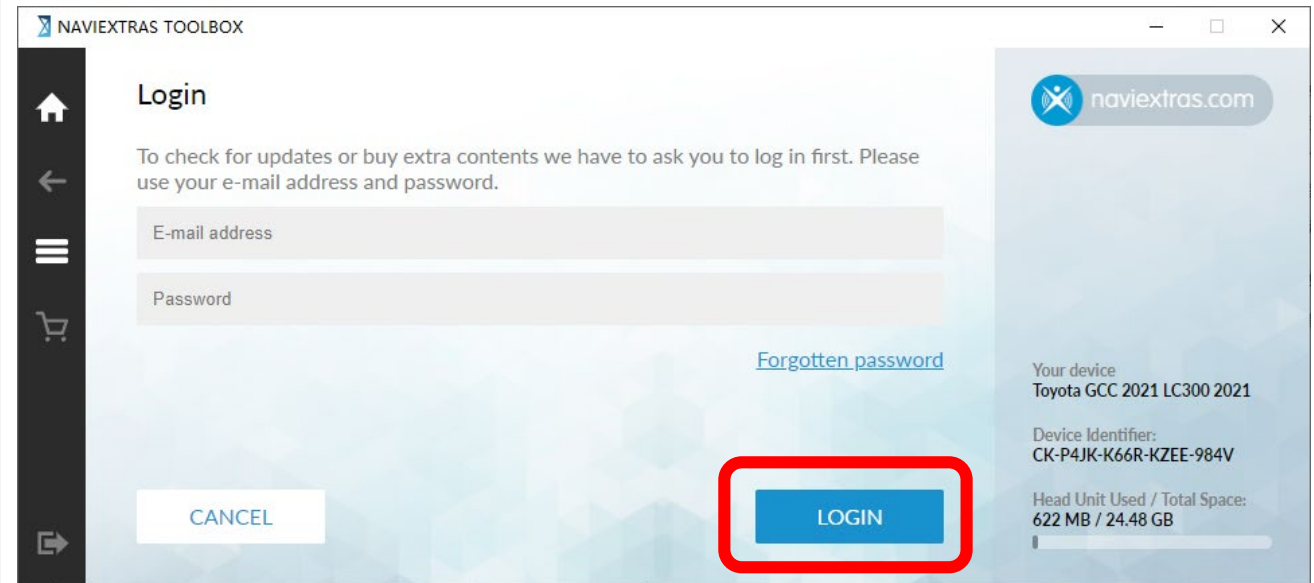 NAVIEXTRAS TOOLBOX
Login
To check for updates or buy extra contents we have to ask you to log in first. Please
use your e-mail address and password.
E-mail address
Password
Forgotten password
CANCEL
LOGIN
naviextras.com
Your device
Toyota GCC 2021 LC300 2021
Device Identifier:
CK-P4JK-K66R-KZEE-984V
Head Unit Used / Total Space:
622 MB / 24.48 GB